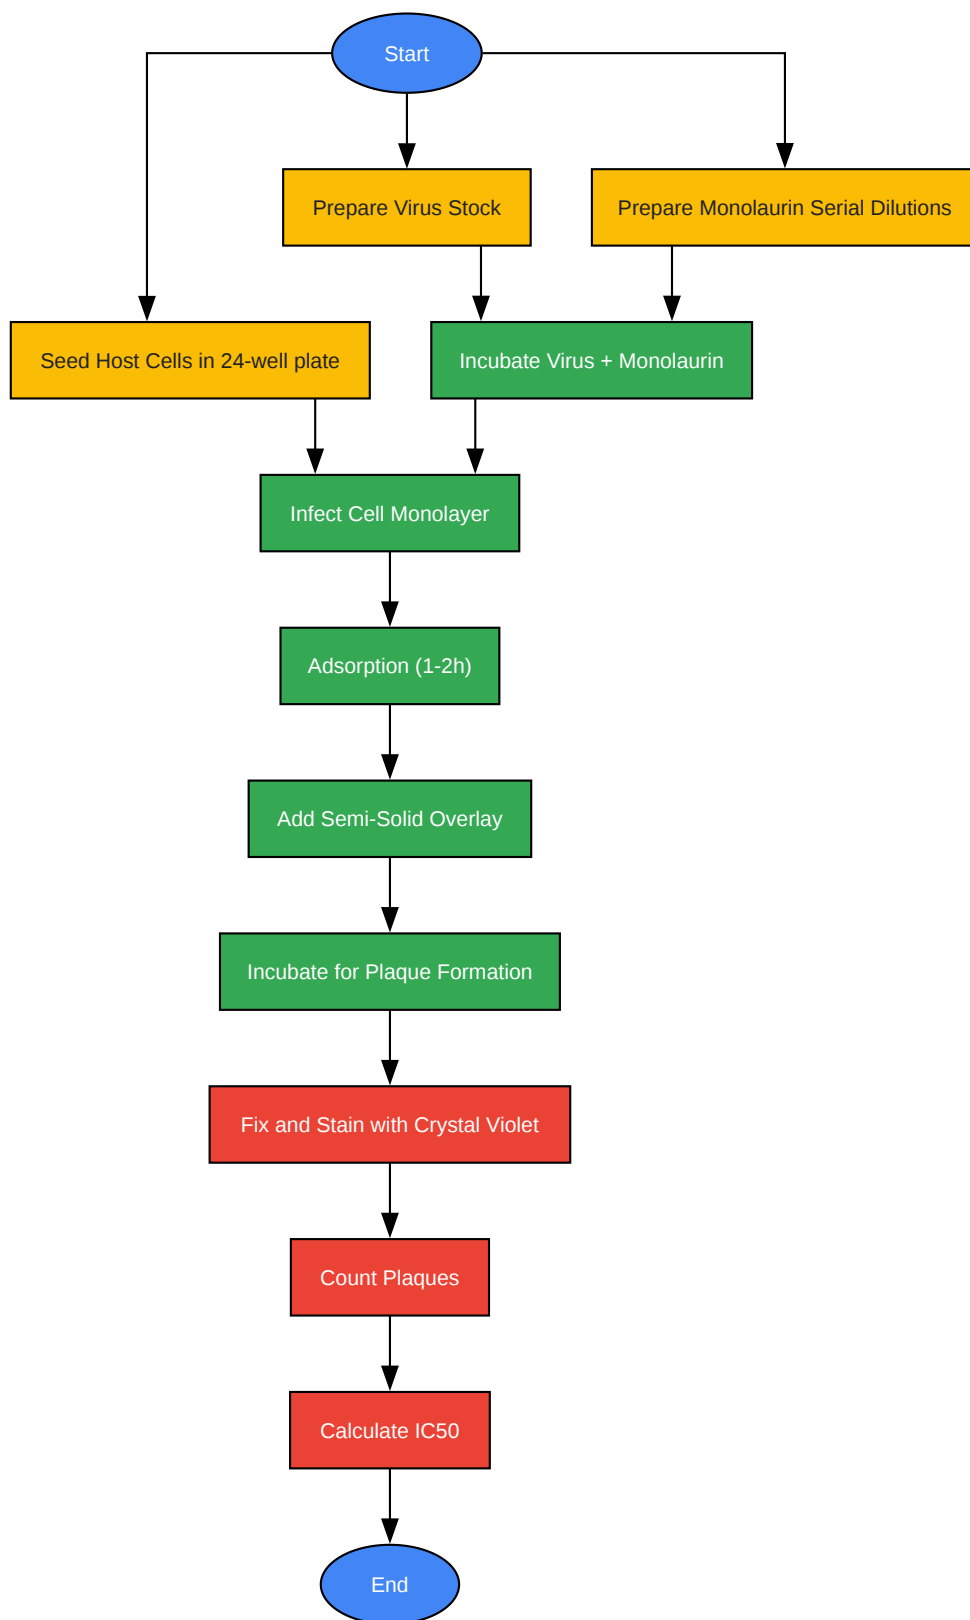 Start
Prepare Virus Stock
Prepare Monolaurin Serial Dilutions
Seed Host Cells in 24-well plate
Incubate Virus + Monolaurin
Infect Cell Monolayer
Adsorption (1-2h)
Add Semi-Solid Overlay
Incubate for Plaque Formation
Fix and Stain with Crystal Violet
Count Plaques
Calculate IC50
End